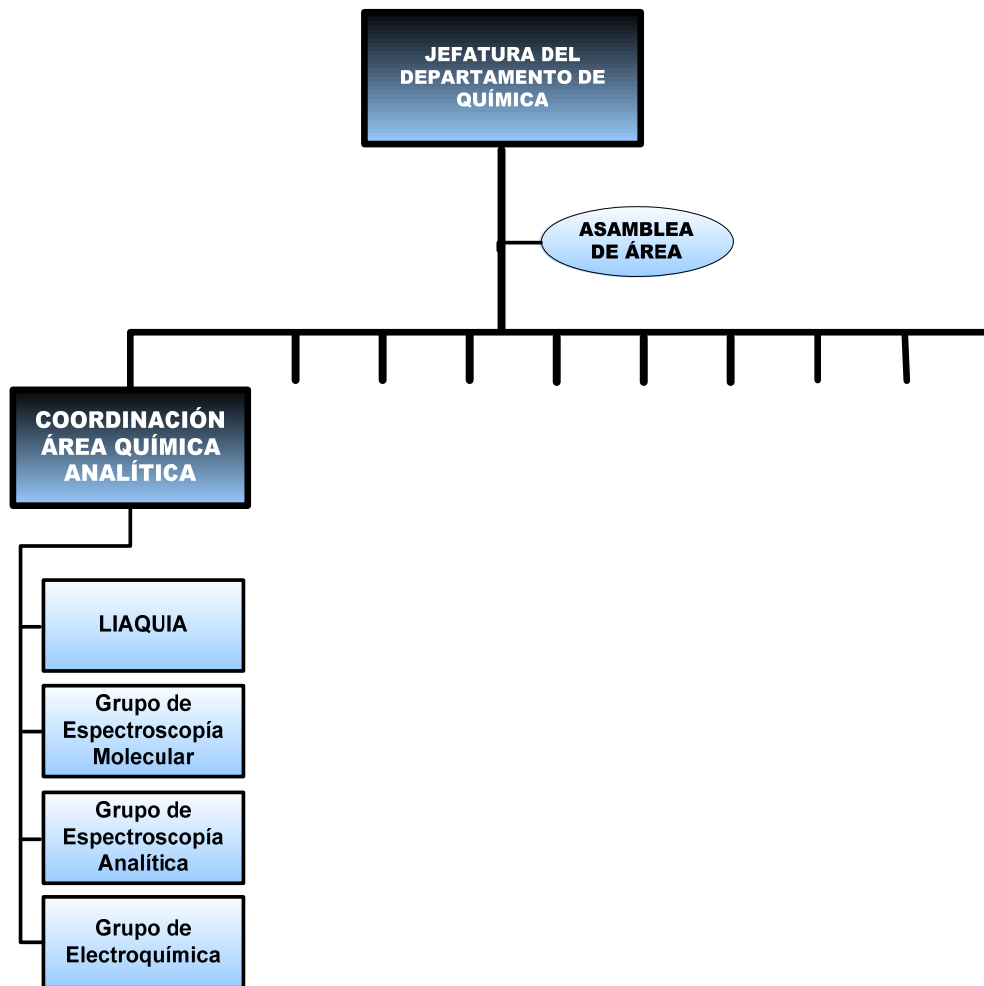 JEFATURA DEL
DEPARTAMENTO DE
QUÍMICA
ASAMBLEA
DE ÁREA
COORDINACIÓN
ÁREA QUÍMICA
ANALÍTICA
LIAQUIA
Grupo de
Espectroscopía
Molecular
Grupo de
Espectroscopía
Analítica
Grupo de
Electroquímica